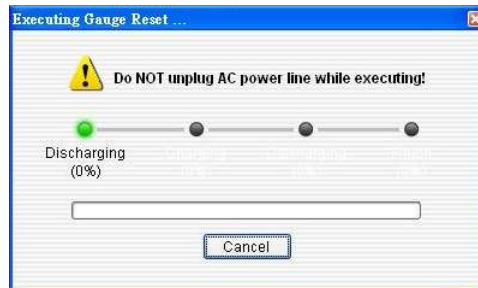 Executing Gauge Reset ...
Do NOT unplug AC power line while executing!
Discharging
(0%)
Cancel